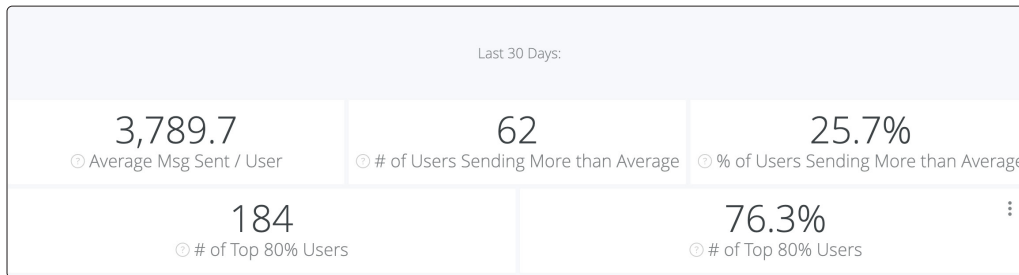 Last 30 Days:
3,789.7
Average Msg Sent / User
62
# of Users Sending More than Average
25.7%
% of Users Sending More than Average
184
# of Top 80% Users
76.3%
# of Top 80% Users